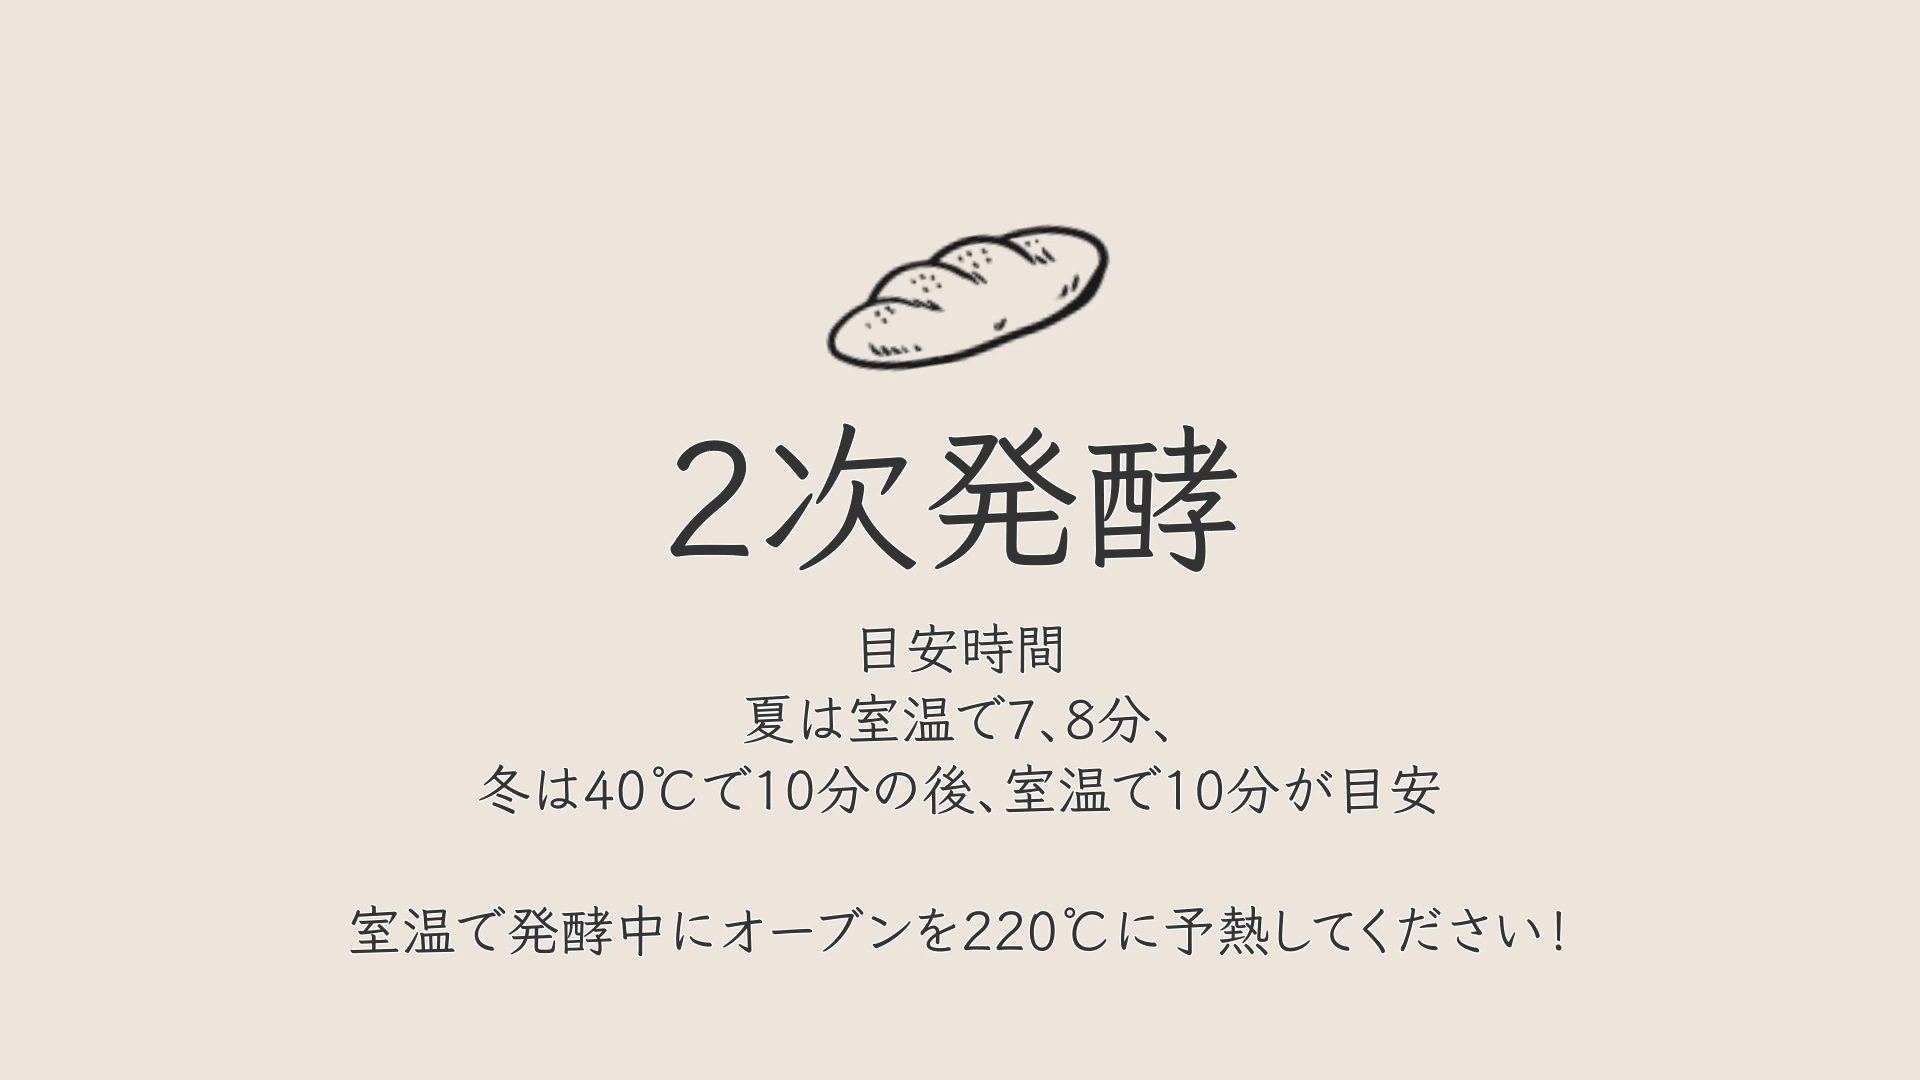 2次発酵
目安時間
夏は室温で7、8分、
冬は40℃で10分の後、室温で10分が目安
室温で発酵中にオーブンを220℃に予熱してください!